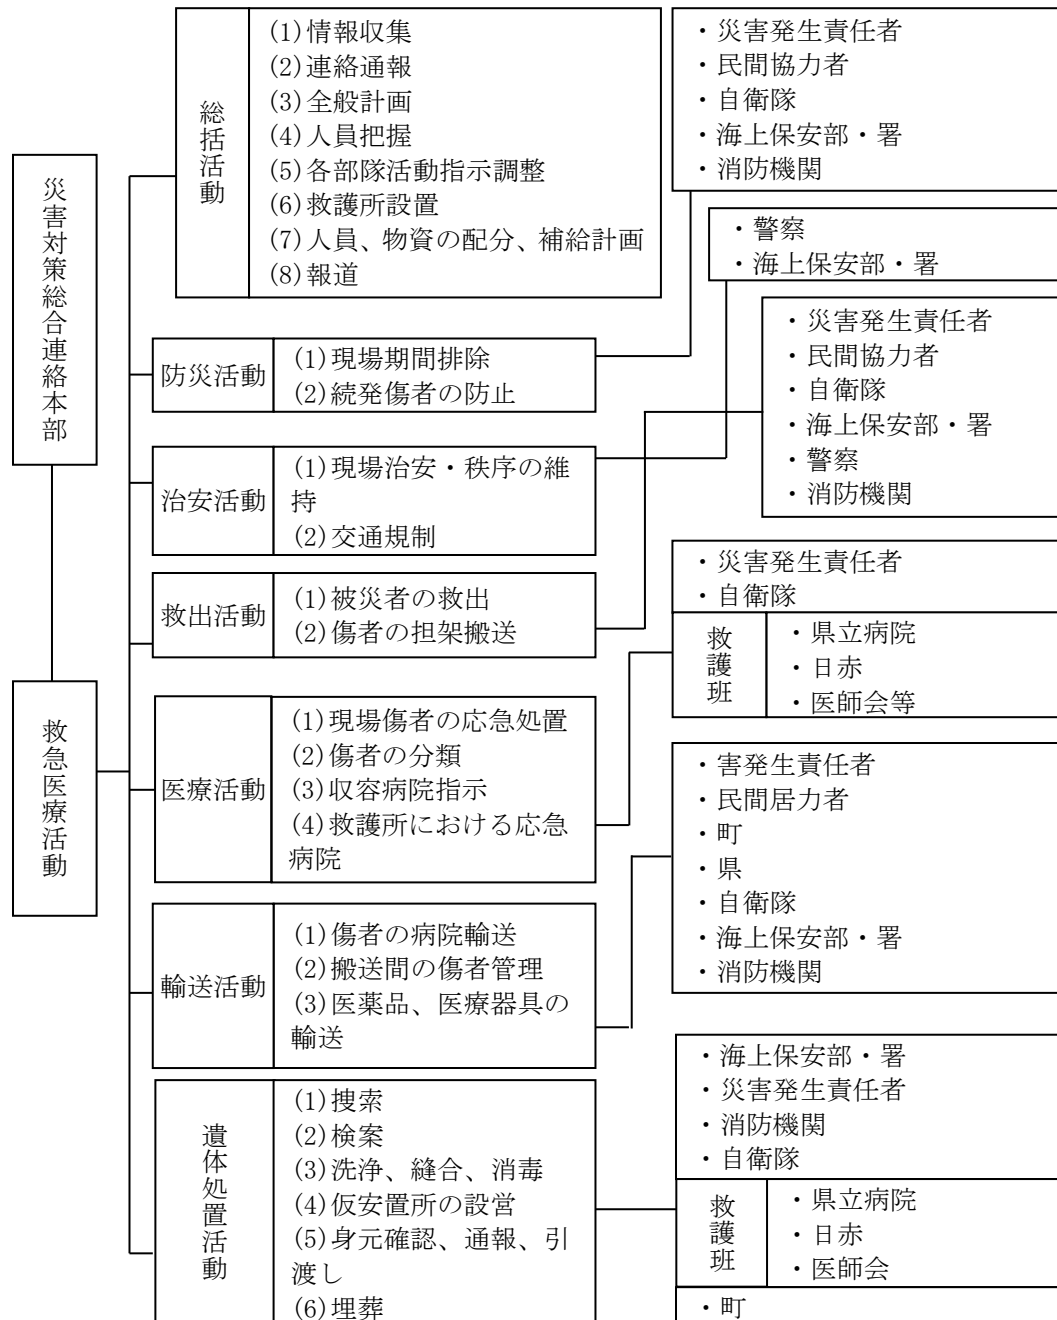 災害対策総合連絡本部
救急医療活動
総括活動
(1)情報収集
(2)連絡通報
(3)全般計画
(4)人員把握
(5)各部隊活動指示調整
(6)救護所設置
(7)人員、物資の配分、補給計画
(8)報道
防災活動
(1)現場期間排除
(2)続発傷者の防止
・災害発生責任者
・民間協力者
・自衛隊
・海上保安部・署
・消防機関
治安活動
(1)現場治安・秩序の維
持
(2)交通規制
・警察
・海上保安部・署
救出活動
(1)被災者の救出
(2)傷者の担架搬送
・災害発生責任者
・民間協力者
・自衛隊
・海上保安部・署
・警察
・消防機関
医療活動
(1)現場傷者の応急処置
(2)傷者の分類
(3)収容病院指示
(4)救護所における応急
病院
・災害発生責任者
・自衛隊
救護班
・県立病院
・日赤
・医師会等
輸送活動
(1)傷者の病院輸送
(2)搬送間の傷者管理
(3)医薬品、医療器具の
輸送
・害発生責任者
・民間居力者
・町
・県
・自衛隊
・海上保安部・署
・消防機関
遺体処置活動
(1)捜索
(2)検案
(3)洗浄、縫合、消毒
(4)仮安置所の設営
(5)身元確認、通報、引
渡し
(6)埋葬
・海上保安部・署
・災害発生責任者
・消防機関
・自衛隊
救護班
・県立病院
・日赤
・医師会
・町